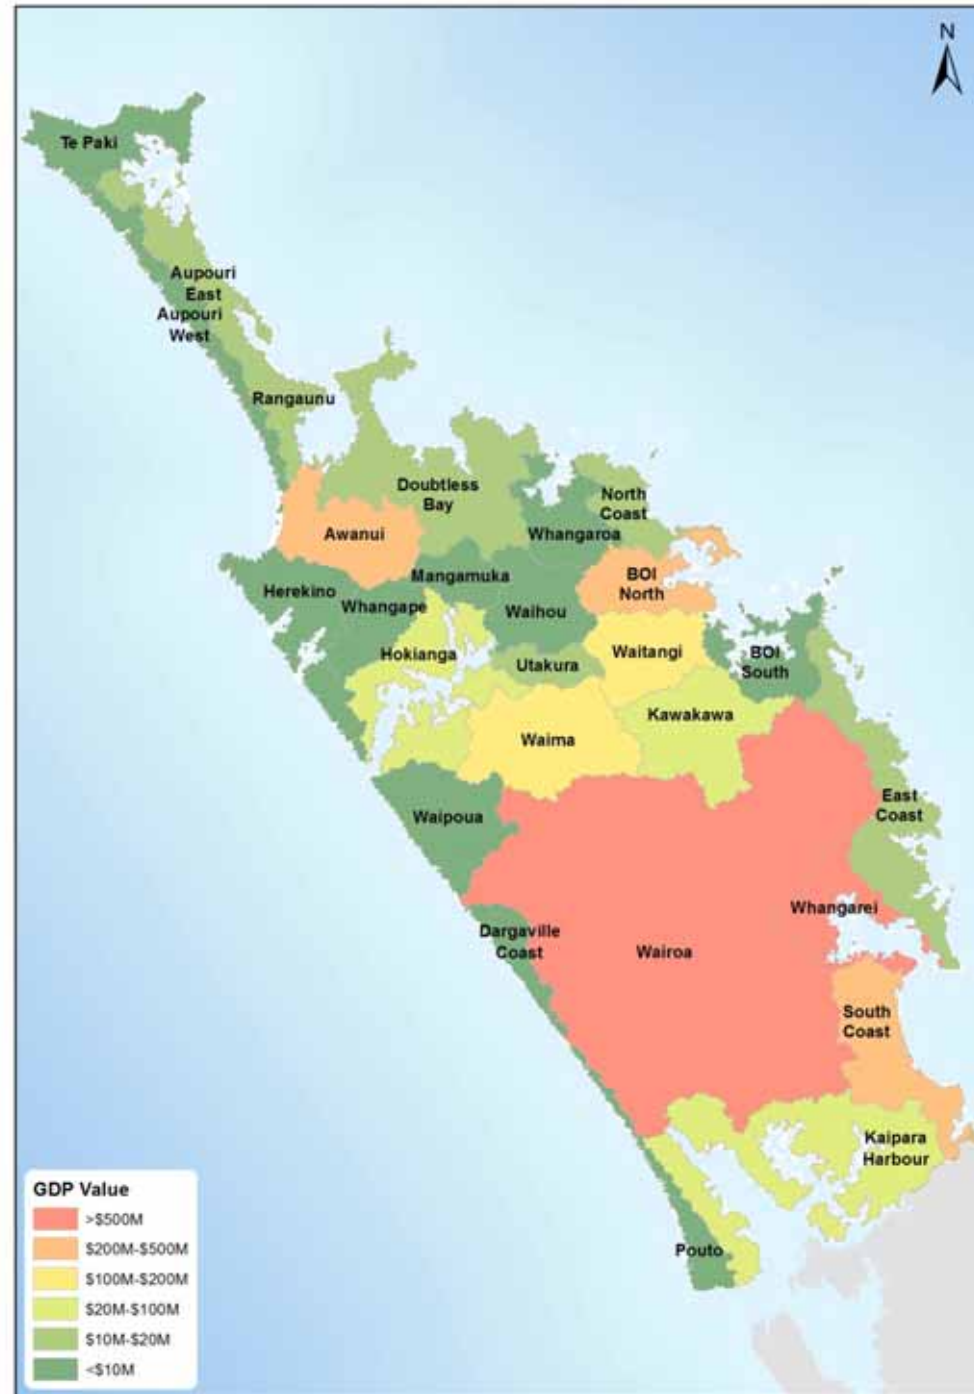 N
Te Paki
Aupouri
East
Aupouri
West
Rangaunu
Doubtless
Bay
North
Coast
Whangaroa
Awanui
Mangamuka
BOI
North
Herekino
Whangape
Waihou
Hokianga
Utakura
Waitangi
BOI
South
Kawakawa
Waima
Waipoua
East
Coast
Whangarei
Dargaville
Coast
Wairoa
South
Coast
Kaipara
Harbour
Pouto
GDP Value
>$500M
$200M-$500M
$100M-$200M
$20M-$100M
$10M-$20M
<$10M